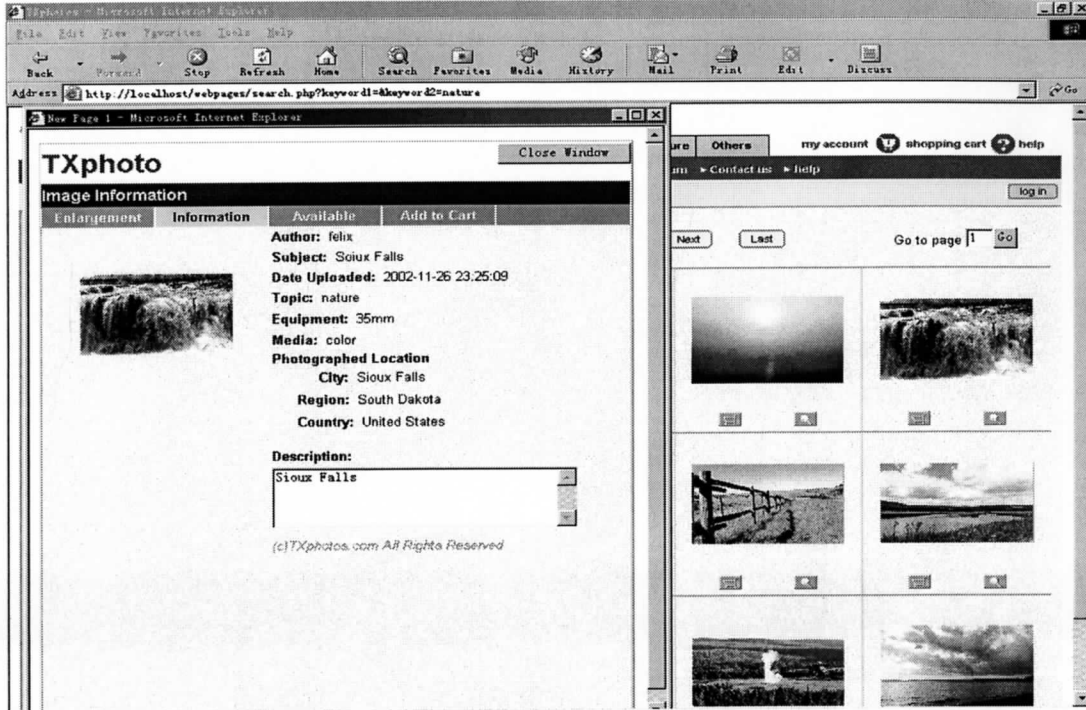 TXphotos - Microsoft Internet Explorer
File Edit View Favorites Tools Help
Back Forward Stop Refresh Home Search Favorites Media History Mail Print Edit Discuss
Address http://localhost/webpages/search.php?keyword1=&keyword2=nature Go
New Page 1 - Microsoft Internet Explorer
TXphoto
Close Window
Image Information
Enlargement Information Available Add to Cart
Author: felix
Subject: Soiux Falls
Date Uploaded: 2002-11-26 23:25:09
Topic: nature
Equipment: 35mm
Media: color
Photographed Location
City: Sioux Falls
Region: South Dakota
Country: United States
Description:
Sioux Falls
(c)TXphotos.com All Rights Reserved
ure Others my account shopping cart help
um Contact us help
log in
Next Last Go to page 1 Go